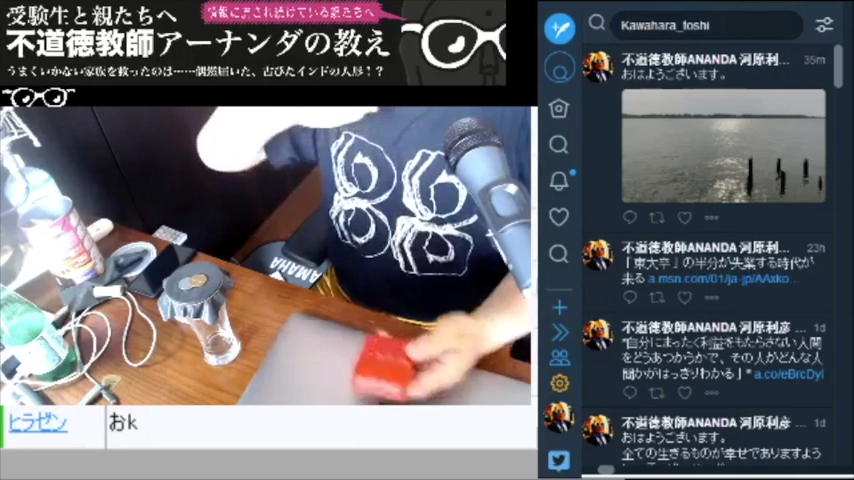 受験生と親たちへ
情報に流され続けている親たちへ
不道徳教師アーナンダの教え
うまくいかない家族を救ったのは……偶然届いた、古びたインドの人形！？
YAMAHA
ヒラゼン
おk
Kawahara_toshi
不道徳教師ANANDA 河原利... 35m
おはようございます。
不道徳教師ANANDA 河原利... 23h
「東大卒」の半分が失業する時代が
来る a.msn.com/01/ja-jp/AAxko...
不道徳教師ANANDA 河原利彦 ... 1d
"自分にまったく利益をもたらさない人間
をどうあつかうかで、その人がどんな人
間かがはっきりわかる」" a.co/eBrcDyl
不道徳教師ANANDA 河原利彦 ... 1d
おはようございます。
全ての生きるものが幸せでありますよう